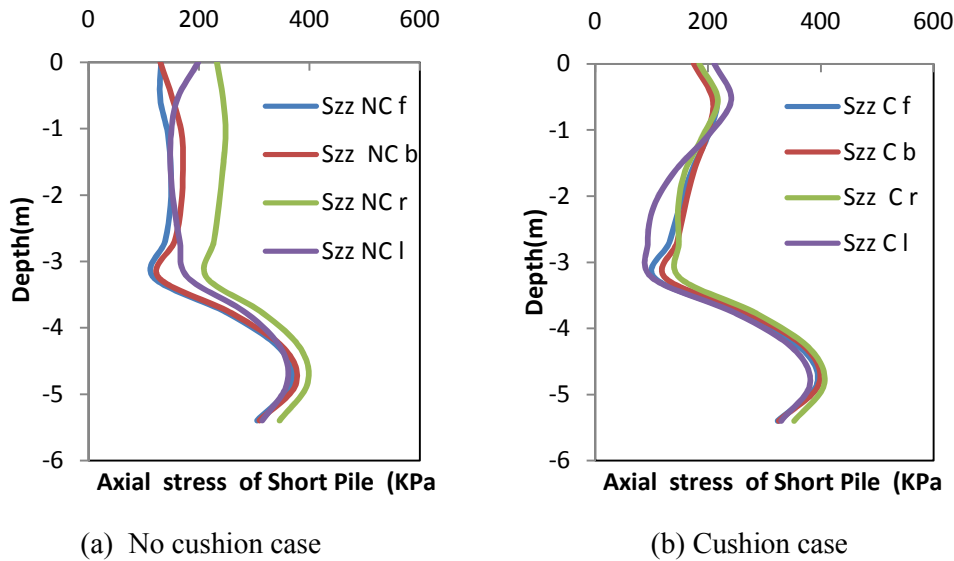 0 200 400 600
0
-1
-2
-3
-4
-5
-6
Depth(m)
Szz NC f
Szz NC b
Szz NC r
Szz NC l
Axial stress of Short Pile (KPa
(a) No cushion case
0 200 400 600
0
-1
-2
-3
-4
-5
-6
Depth(m)
Szz C f
Szz C b
Szz C r
Szz C l
Axial stress of Short Pile (KPa
(b) Cushion case